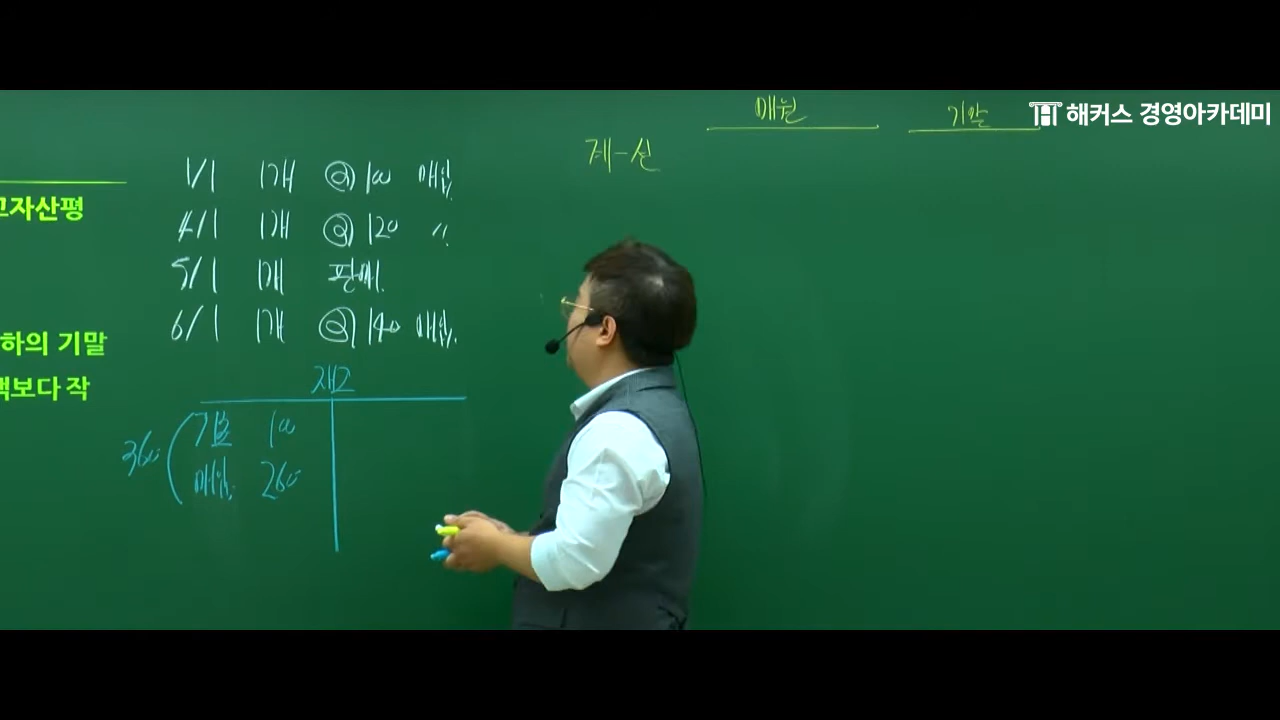 해커스 경영아카데미
매원 기말
계-실
고자산평
1/1 1개 @100 매입
4/1 1개 @120 〃
5/1 1개 판매
6/1 1개 @140 매입
하의 기말
액보다 작
재고
360 ( 기초 100
매입 260